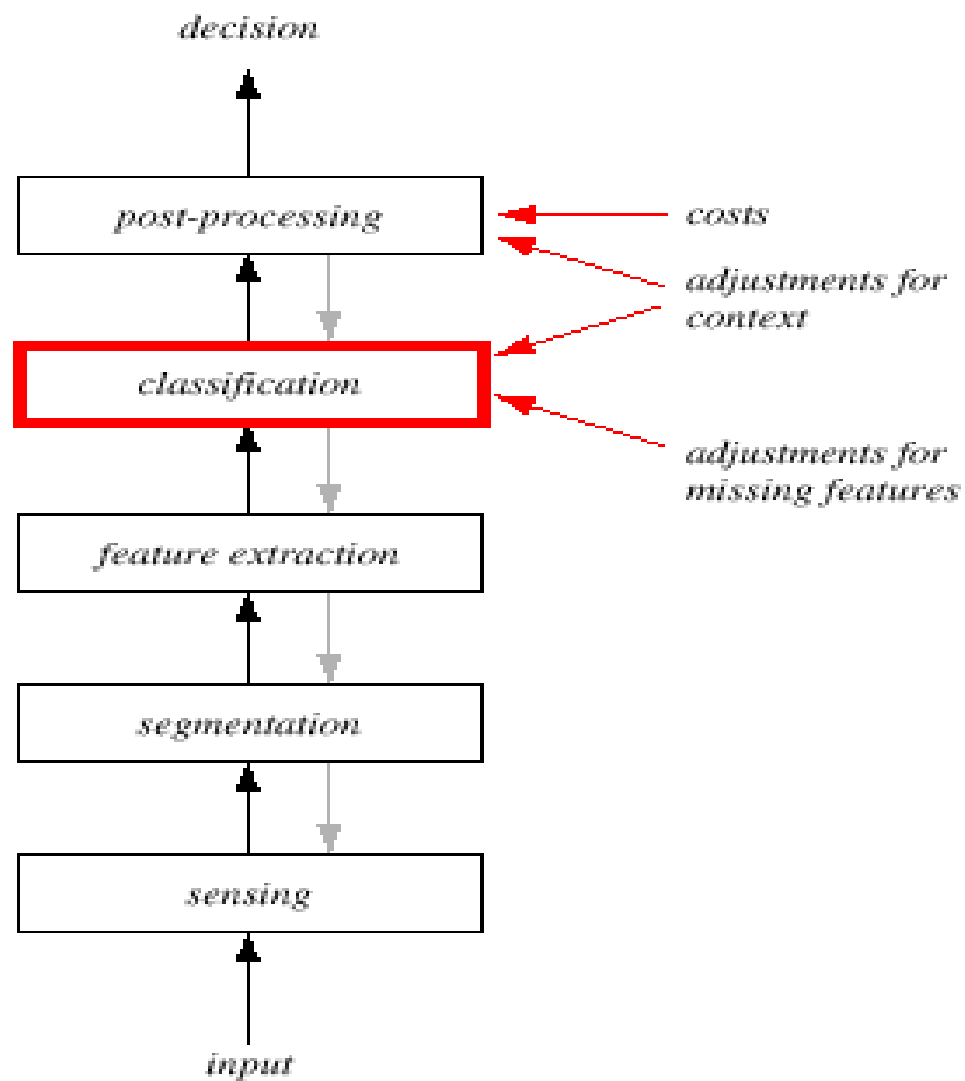 decision
post-processing
costs
adjustments for
context
classification
adjustments for
missing features
feature extraction
segmentation
sensing
input